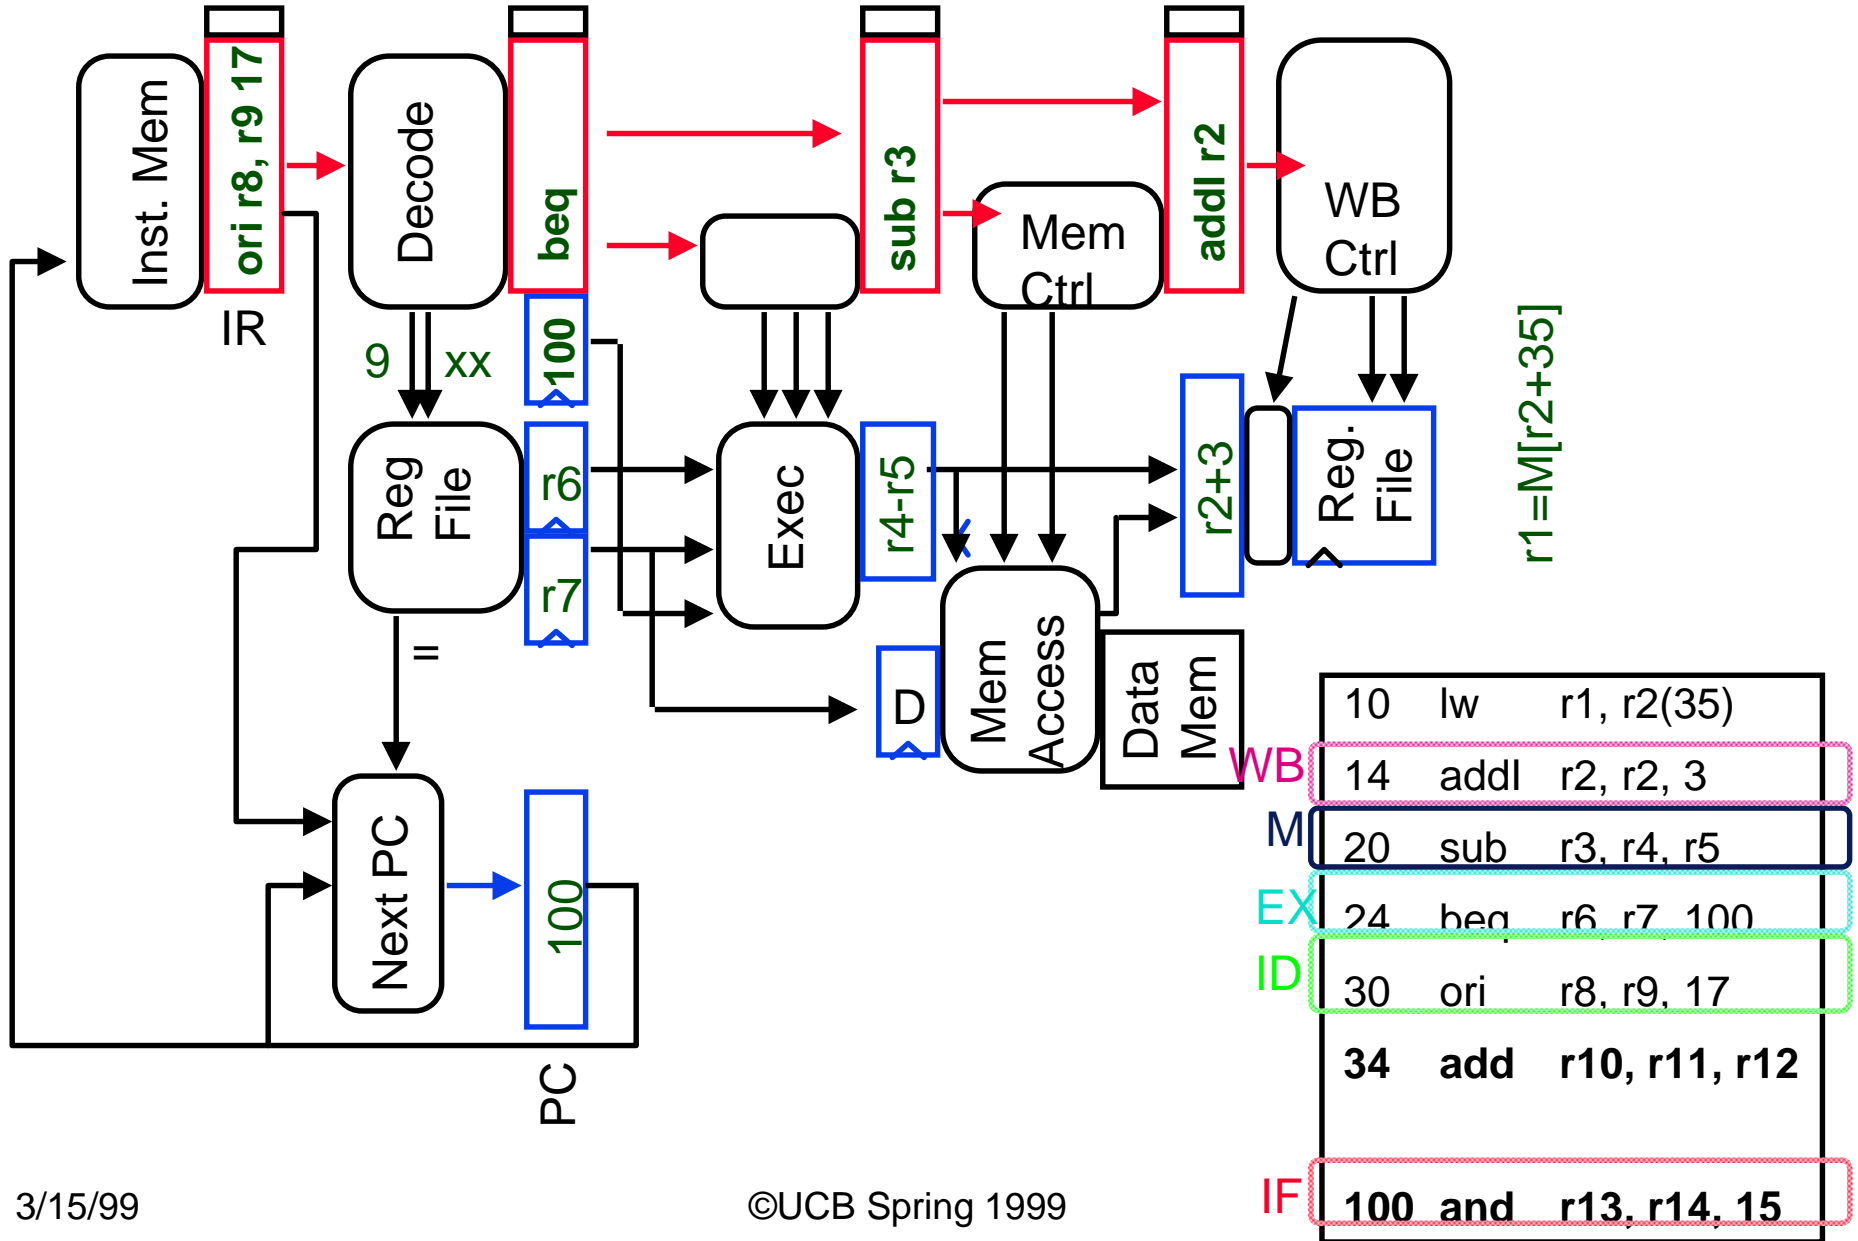 Inst. Mem
ori r8, r9 17
IR
Decode
9
xx
beq
100
sub r3
Mem
Ctrl
addI r2
WB
Ctrl
Reg
File
r6
r7
=
Exec
r4-r5
D
Mem
Access
Data
Mem
r2+3
Reg.
File
r1=M[r2+35]
Next PC
100
PC
10 lw r1, r2(35)
WB 14 addI r2, r2, 3
M 20 sub r3, r4, r5
EX 24 beq r6, r7, 100
ID 30 ori r8, r9, 17
34 add r10, r11, r12
IF 100 and r13, r14, 15
3/15/99
©UCB Spring 1999